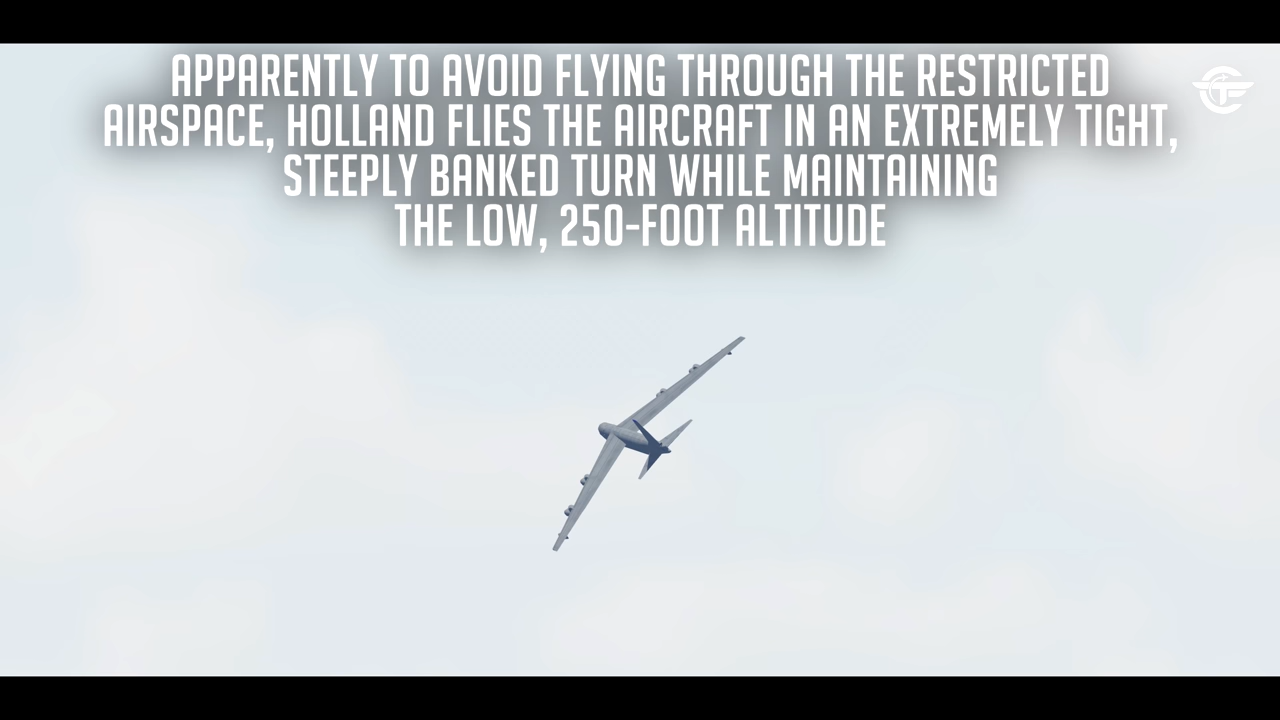 APPARENTLY TO AVOID FLYING THROUGH THE RESTRICTED
AIRSPACE, HOLLAND FLIES THE AIRCRAFT IN AN EXTREMELY TIGHT,
STEEPLY BANKED TURN WHILE MAINTAINING
THE LOW, 250-FOOT ALTITUDE